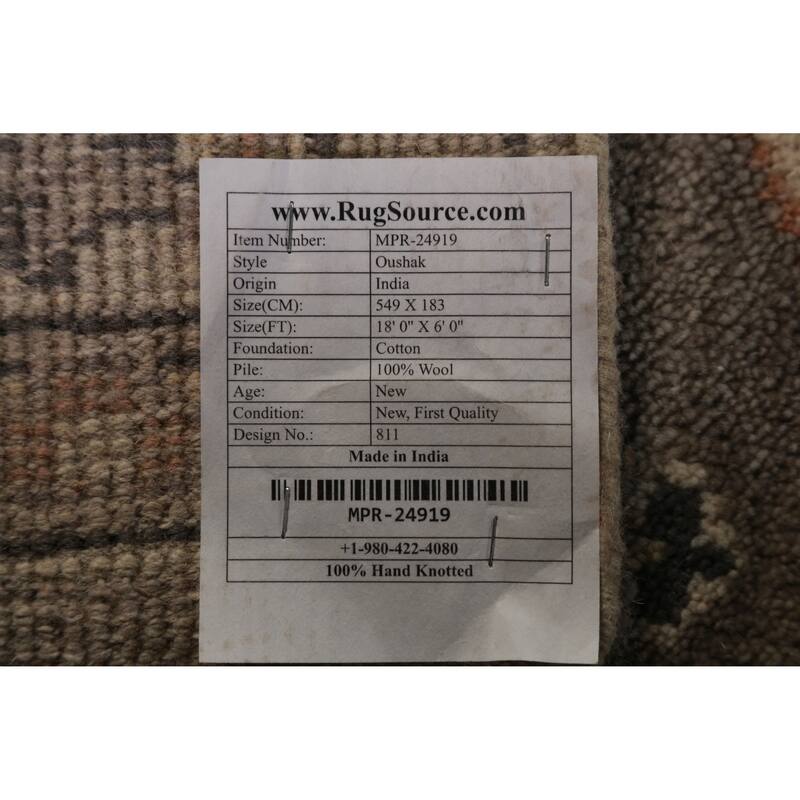 www.RugSource.com
Item Number: MPR-24919
Style Oushak
Origin India
Size(CM): 549 X 183
Size(FT): 18' 0" X 6' 0"
Foundation: Cotton
Pile: 100% Wool
Age: New
Condition: New, First Quality
Design No.: 811
Made in India
MPR-24919
+1-980-422-4080
100% Hand Knotted